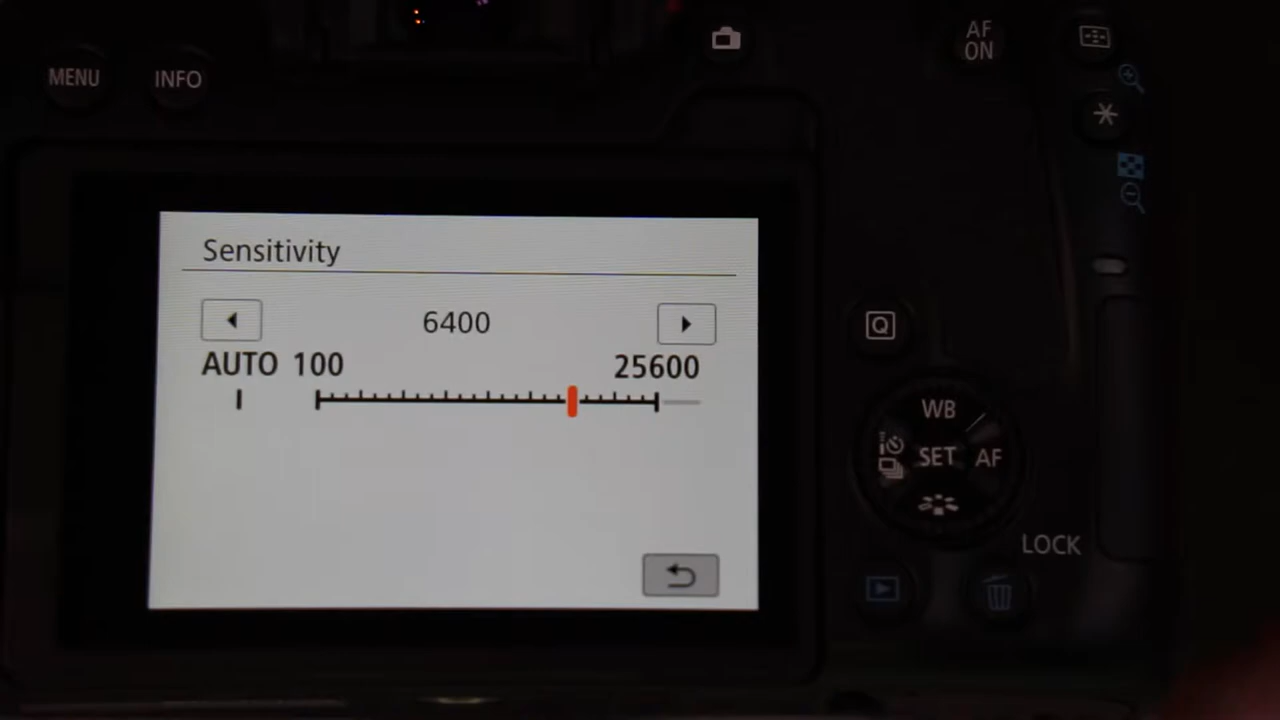 AF
ON
MENU
INFO
Sensitivity
6400
AUTO 100
25600
Q
WB
SET
AF
LOCK